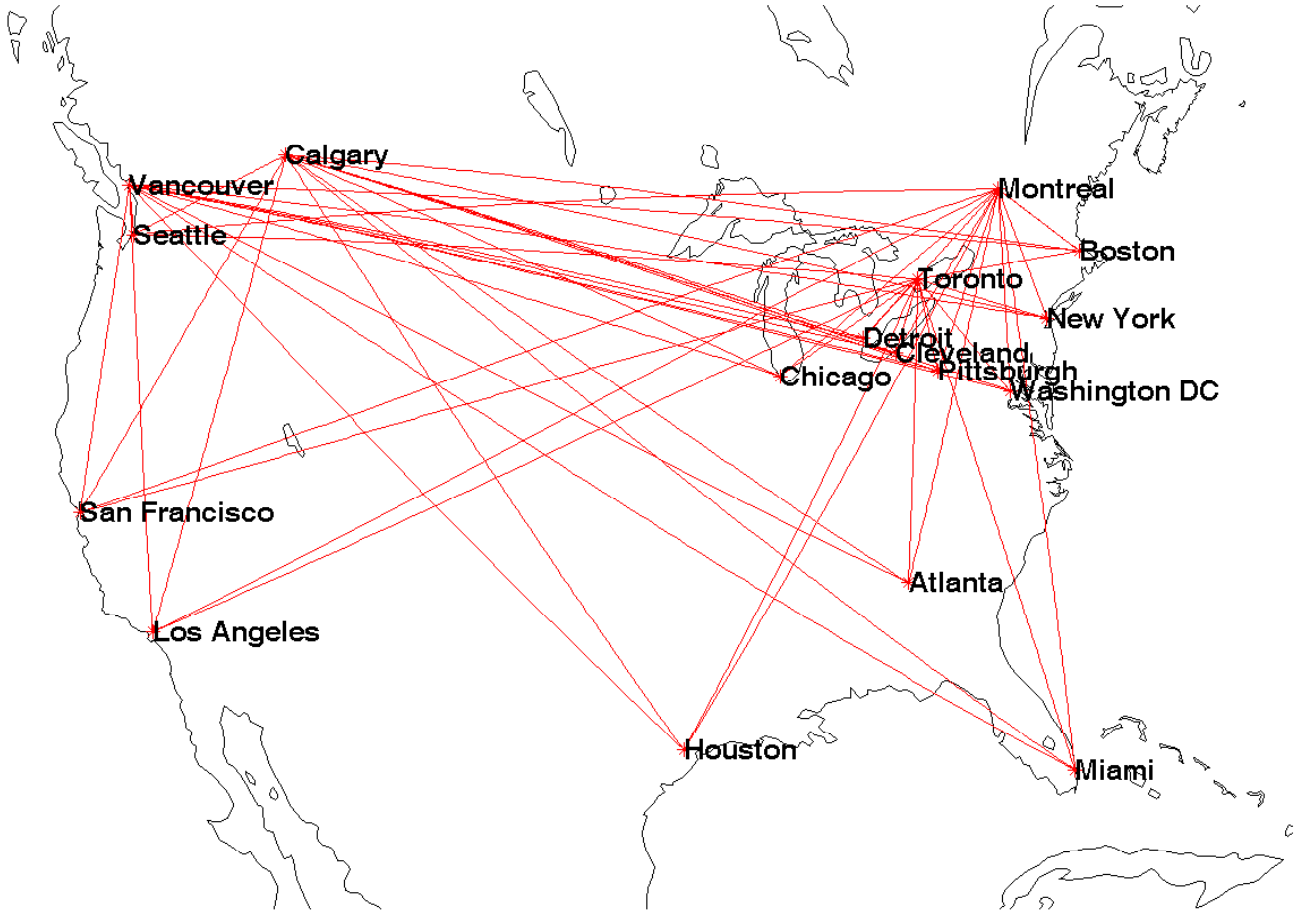 Calgary
Vancouver
Montreal
Seattle
Boston
Toronto
New York
Detroit
Cleveland
Pittsburgh
Chicago
Washington DC
San Francisco
Atlanta
Los Angeles
Houston
Miami